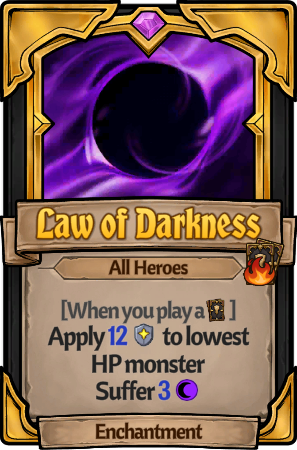 Law of Darkness
All Heroes
[When you play a ]
Apply 12 to lowest
HP monster
Suffer 3
Enchantment